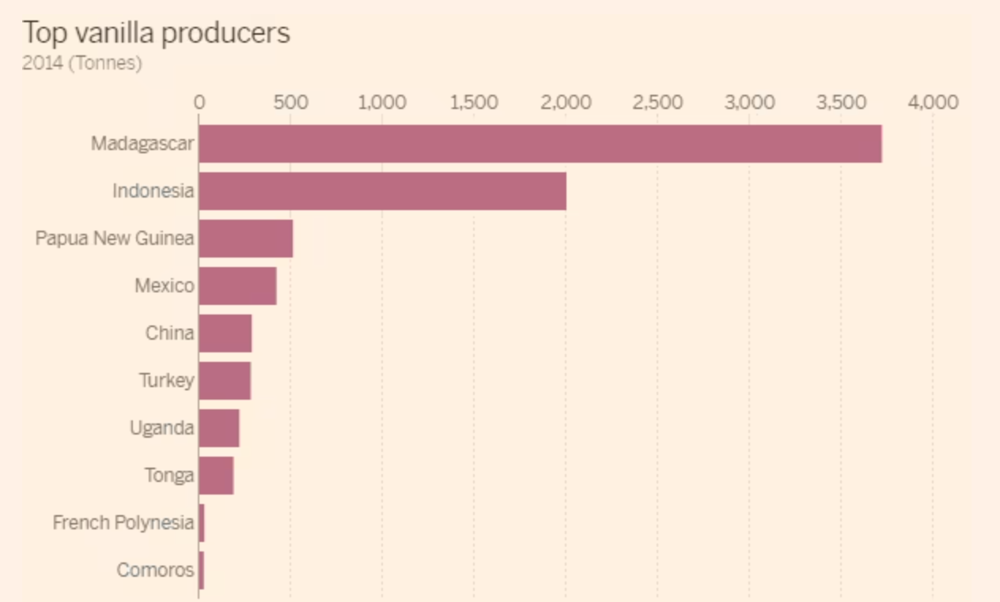 Top vanilla producers
2014 (Tonnes)
0 500 1,000 1,500 2,000 2,500 3,000 3,500 4,000
Madagascar
Indonesia
Papua New Guinea
Mexico
China
Turkey
Uganda
Tonga
French Polynesia
Comoros